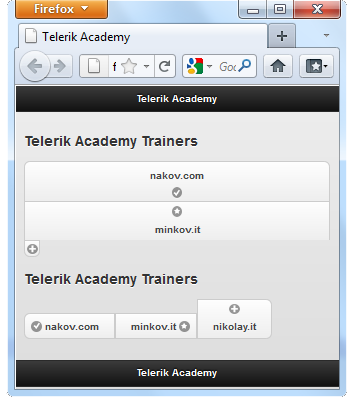 Firefox
Telerik Academy
f
Goo
Telerik Academy
Telerik Academy Trainers
nakov.com
minkov.it
Telerik Academy Trainers
nakov.com minkov.it nikolay.it
Telerik Academy